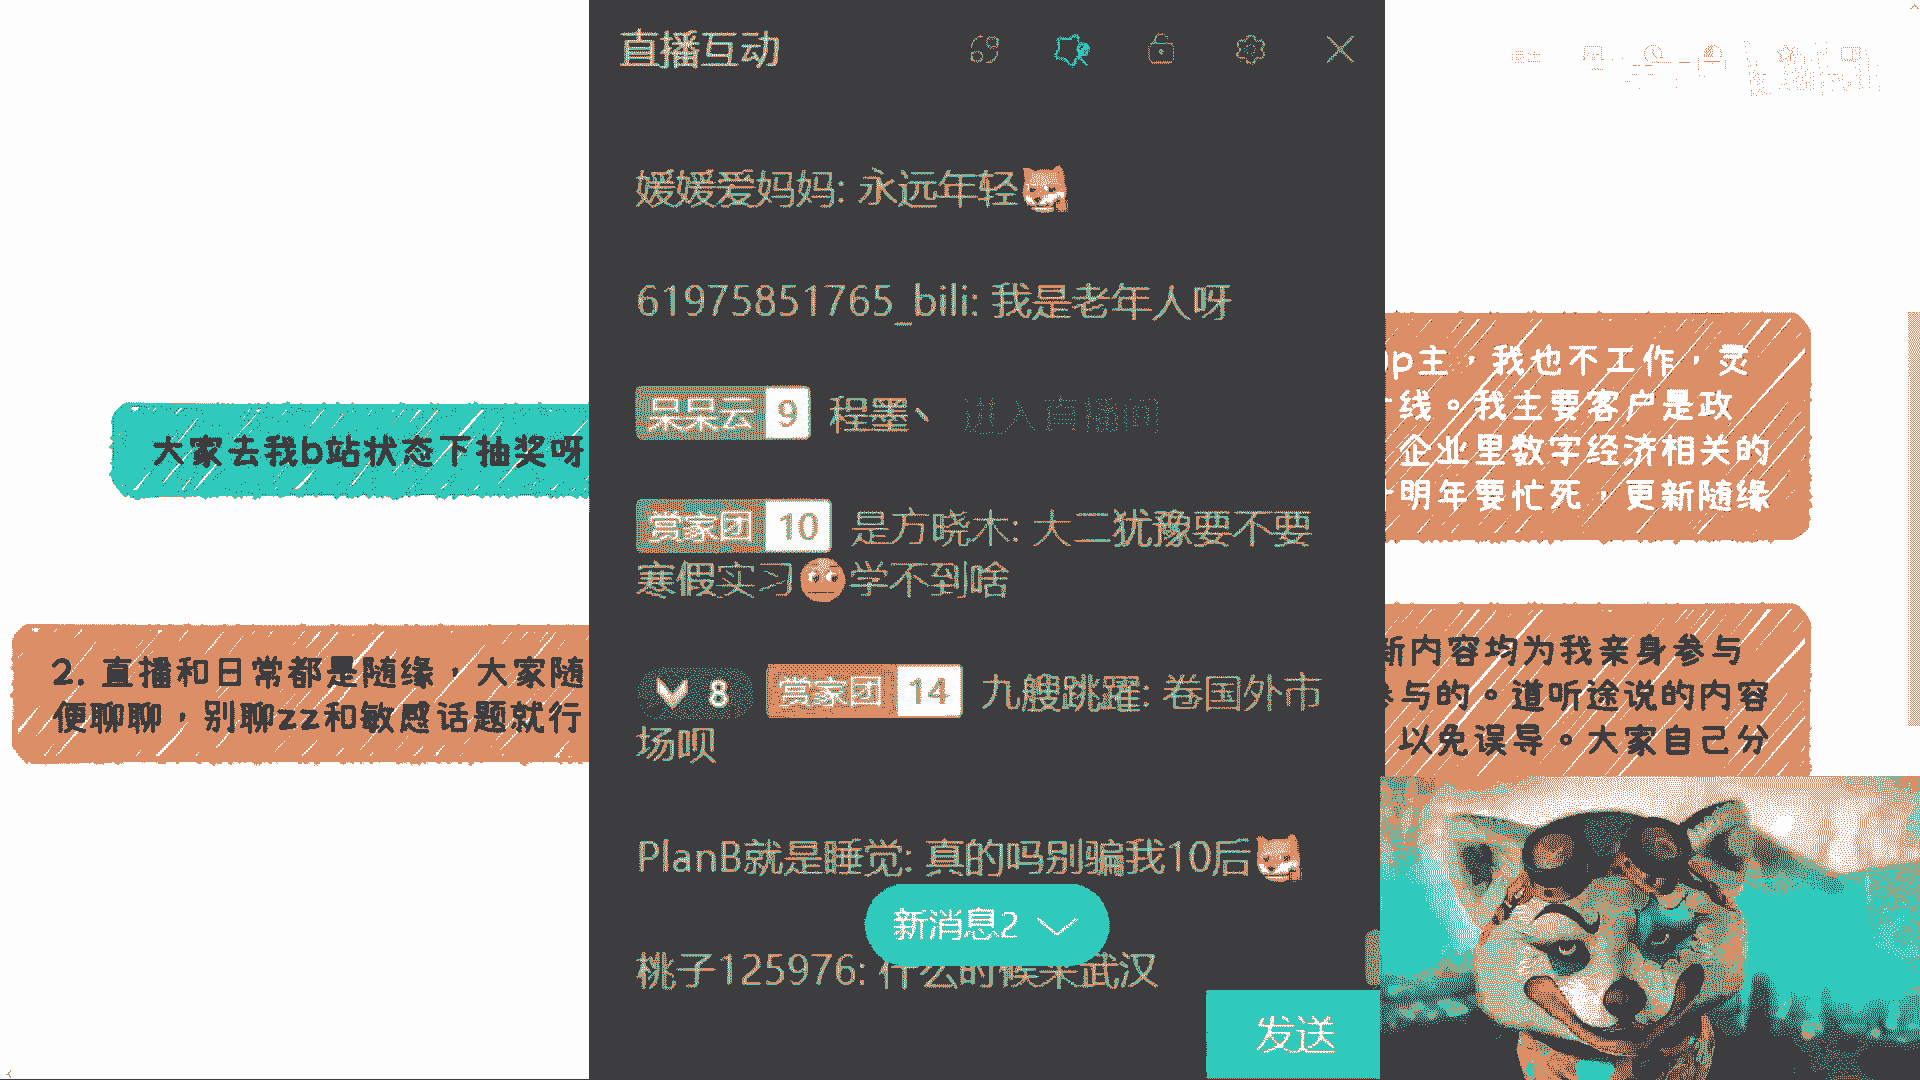 直播互动
媛媛爱妈妈: 永远年轻
61975851765_bili: 我是老年人呀
呆呆云 9 程墨丶 进入直播间
赏家团 10 是方晓木: 大二犹豫要不要
寒假实习学不到啥
8 赏家团 14 九艘跳躍: 卷国外市
场呗
PlanB就是睡觉: 真的吗别骗我10后
新消息2
桃子125976: 什么时候来武汉
发送
大家去我b站状态下抽奖呀
2. 直播和日常都是随缘，大家随
便聊聊，别聊zz和敏感话题就行
p主，我也不工作，灵
线。我主要客户是政
企业里数字经济相关的
明年要忙死，更新随缘
新内容均为我亲身参与
参与的。道听途说的内容
以免误导。大家自己分